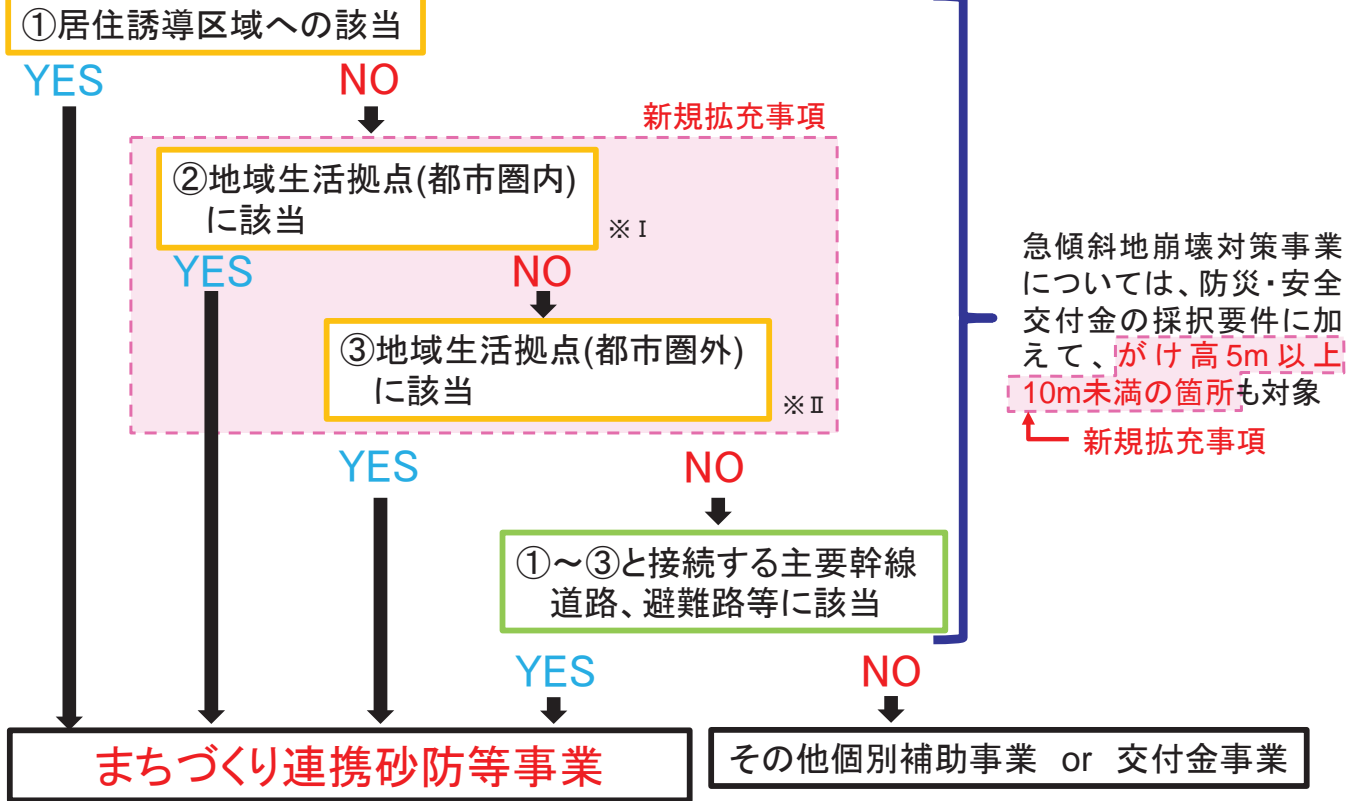 ①居住誘導区域への該当
YES
NO
新規拡充事項
②地域生活拠点(都市圏内)
に該当
※Ⅰ
YES
NO
③地域生活拠点(都市圏外)
に該当
※Ⅱ
YES
NO
①～③と接続する主要幹線
道路、避難路等に該当
YES
NO
まちづくり連携砂防等事業
その他個別補助事業 or 交付金事業
急傾斜地崩壊対策事業
については、防災・安全
交付金の採択要件に加
えて、がけ高5m以上
10m未満の箇所も対象
新規拡充事項